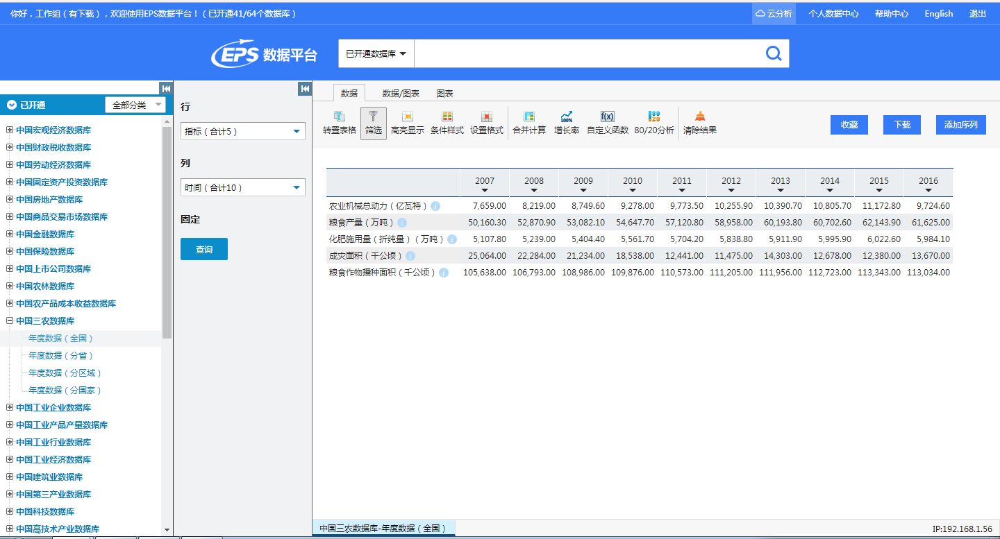 你好，工作组（有下载），欢迎使用EPS数据平台！（已开通41/64个数据库）
云分析 个人数据中心 帮助中心 English 退出
EPS 数据平台
已开通数据库
已开通 全部分类
中国宏观经济数据库
中国财政税收数据库
中国劳动经济数据库
中国固定资产投资数据库
中国房地产数据库
中国商品交易市场数据库
中国金融数据库
中国保险数据库
中国上市公司数据库
中国农林数据库
中国农产品成本收益数据库
中国三农数据库
年度数据（全国）
年度数据（分省）
年度数据（分区域）
年度数据（分国家）
中国工业企业数据库
中国工业产品产量数据库
中国工业行业数据库
中国工业经济数据库
中国建筑业数据库
中国第三产业数据库
中国科技数据库
中国高技术产业数据库
行
指标（合计5）
列
时间（合计10）
固定
查询
数据 数据/图表 图表
转置表格 筛选 高亮显示 条件样式 设置格式 合并计算 100% 增长率 f(x) 自定义函数 80 20 80/20分析 清除结果
收藏 下载 添加序列
2007 2008 2009 2010 2011 2012 2013 2014 2015 2016
农业机械总动力（亿瓦特） i 7,659.00 8,219.00 8,749.60 9,278.00 9,773.50 10,255.90 10,390.70 10,805.70 11,172.80 9,724.60
粮食产量（万吨） i 50,160.30 52,870.90 53,082.10 54,647.70 57,120.80 58,958.00 60,193.80 60,702.60 62,143.90 61,625.00
化肥施用量（折纯量）（万吨） i 5,107.80 5,239.00 5,404.40 5,561.70 5,704.20 5,838.80 5,911.90 5,995.90 6,022.60 5,984.10
成灾面积（千公顷） i 25,064.00 22,284.00 21,234.00 18,538.00 12,441.00 11,475.00 14,303.00 12,678.00 12,380.00 13,670.00
粮食作物播种面积（千公顷） i 105,638.00 106,793.00 108,986.00 109,876.00 110,573.00 111,205.00 111,956.00 112,723.00 113,343.00 113,034.00
中国三农数据库-年度数据（全国）
IP:192.168.1.56